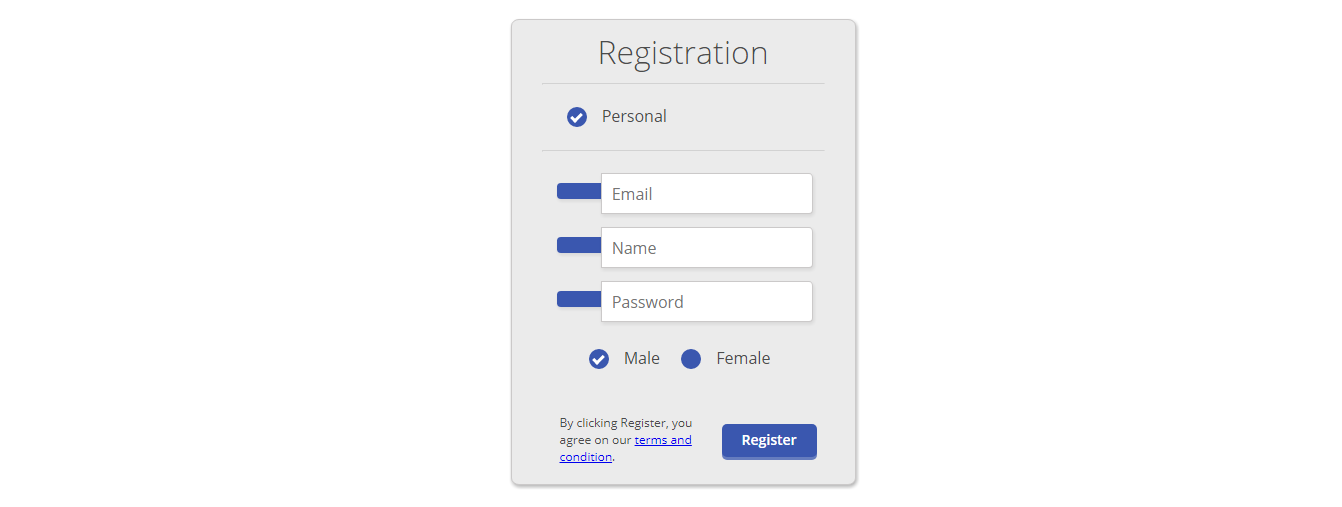 Registration
Personal
Email
Name
Password
Male Female
By clicking Register, you
agree on our terms and
condition.
Register